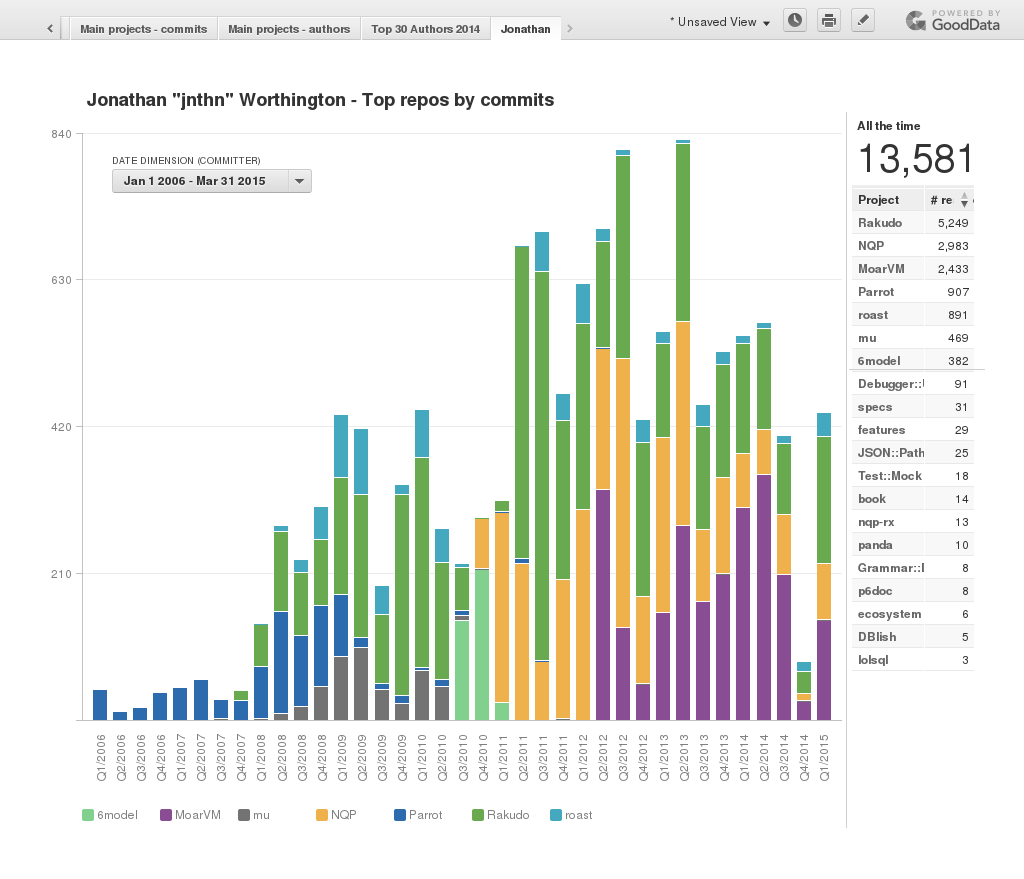 Main projects - commits
Main projects - authors
Top 30 Authors 2014
Jonathan
* Unsaved View
POWERED BY
GoodData
Jonathan "jnthn" Worthington - Top repos by commits
DATE DIMENSION (COMMITTER)
Jan 1 2006 - Mar 31 2015
840
630
420
210
Q1/2006
Q2/2006
Q3/2006
Q4/2006
Q1/2007
Q2/2007
Q3/2007
Q4/2007
Q1/2008
Q2/2008
Q3/2008
Q4/2008
Q1/2009
Q2/2009
Q3/2009
Q4/2009
Q1/2010
Q2/2010
Q3/2010
Q4/2010
Q1/2011
Q2/2011
Q3/2011
Q4/2011
Q1/2012
Q2/2012
Q3/2012
Q4/2012
Q1/2013
Q2/2013
Q3/2013
Q4/2013
Q1/2014
Q2/2014
Q3/2014
Q4/2014
Q1/2015
6model MoarVM mu NQP Parrot Rakudo roast
All the time
13,581
Project # re
Rakudo 5,249
NQP 2,983
MoarVM 2,433
Parrot 907
roast 891
mu 469
6model 382
Debugger:: 91
specs 31
features 29
JSON::Path 25
Test::Mock 18
book 14
nqp-rx 13
panda 10
Grammar:: 8
p6doc 8
ecosystem 6
DBIish 5
lolsql 3